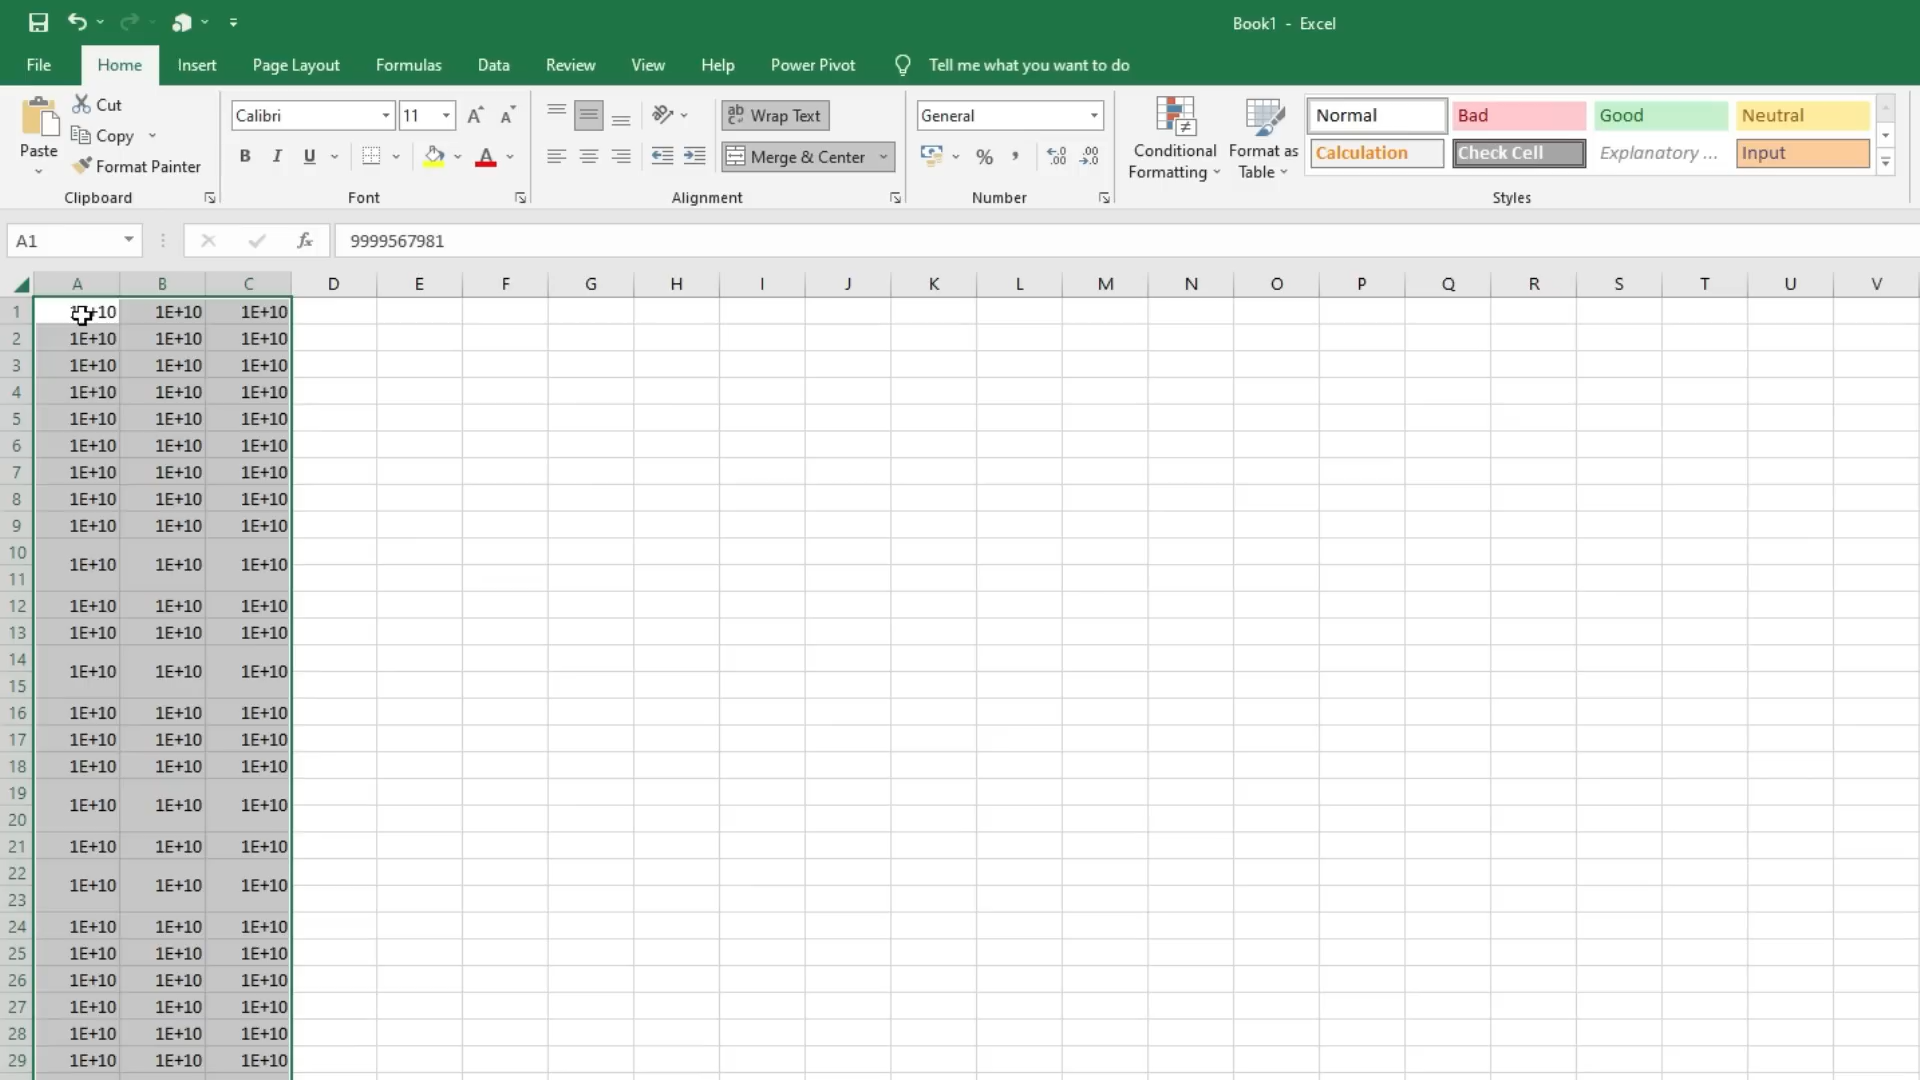 Book1 - Excel
File Home Insert Page Layout Formulas Data Review View Help Power Pivot Tell me what you want to do
Paste
Cut
Copy
Format Painter
Clipboard
Calibri 11 A A
B I U A
Font
ab Wrap Text
Merge & Center
Alignment
General
% , .00 .00
Number
Conditional Formatting
Format as Table
Normal Bad Good Neutral
Calculation Check Cell Explanatory ... Input
Styles
A1 fx 9999567981
A B C D E F G H I J K L M N O P Q R S T U V
1 +10 1E+10 1E+10
2 1E+10 1E+10 1E+10
3 1E+10 1E+10 1E+10
4 1E+10 1E+10 1E+10
5 1E+10 1E+10 1E+10
6 1E+10 1E+10 1E+10
7 1E+10 1E+10 1E+10
8 1E+10 1E+10 1E+10
9 1E+10 1E+10 1E+10
10
1E+10 1E+10 1E+10
11
12 1E+10 1E+10 1E+10
13 1E+10 1E+10 1E+10
14
1E+10 1E+10 1E+10
15
16 1E+10 1E+10 1E+10
17 1E+10 1E+10 1E+10
18 1E+10 1E+10 1E+10
19
1E+10 1E+10 1E+10
20
21 1E+10 1E+10 1E+10
22
1E+10 1E+10 1E+10
23
24 1E+10 1E+10 1E+10
25 1E+10 1E+10 1E+10
26 1E+10 1E+10 1E+10
27 1E+10 1E+10 1E+10
28 1E+10 1E+10 1E+10
29 1E+10 1E+10 1E+10